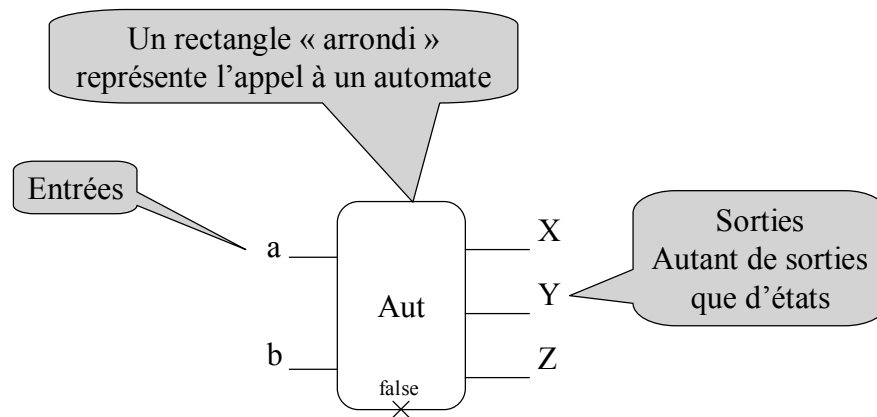 Un rectangle « arrondi »
représente l’appel à un automate
Entrées
a
b
Aut
false
X
Y
Z
Sorties
Autant de sorties
que d’états